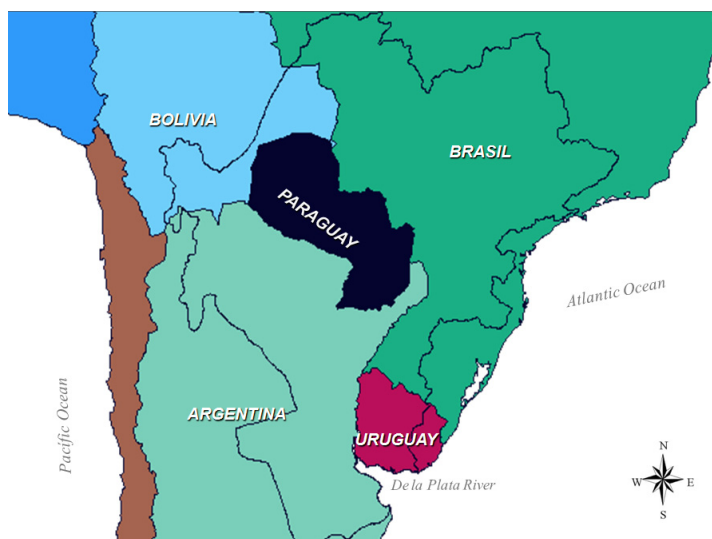 BOLIVIA
BRASIL
PARAGUAY
Atlantic Ocean
Pacific Ocean
ARGENTINA
URUGUAY
De la Plata River
N
W E
S